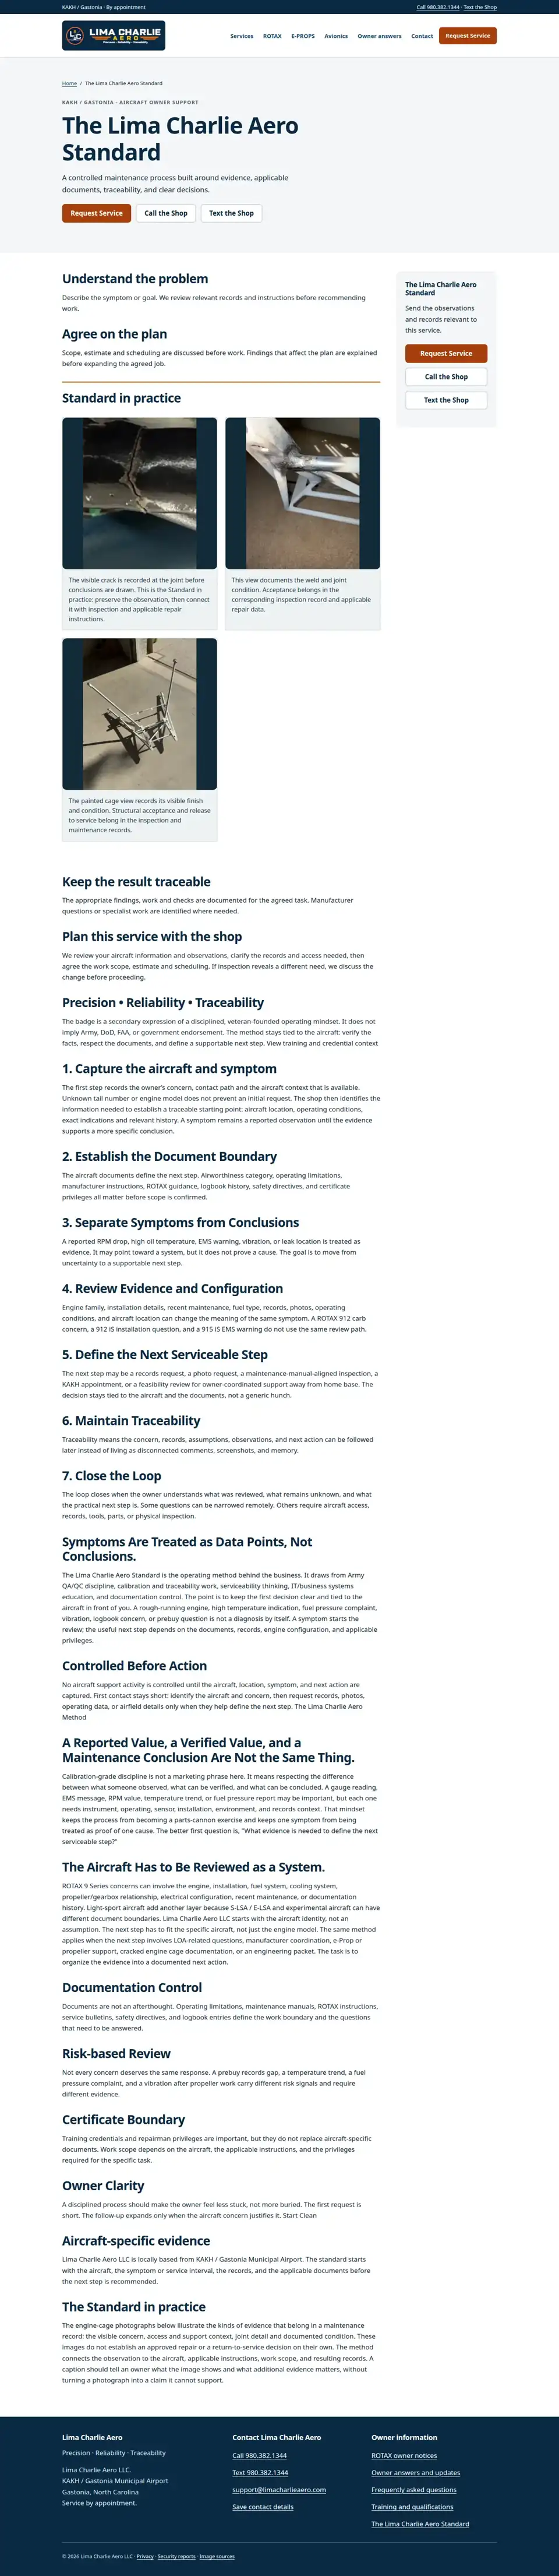 KAKH / Gastonia · By appointment
Call 980.382.1344 · Text the Shop
LIMA CHARLIE
AERO
Precision · Reliability · Traceability
Services ROTAX E-PROPS Avionics Owner answers Contact Request Service
Home / The Lima Charlie Aero Standard
KAKH / GASTONIA · AIRCRAFT OWNER SUPPORT
The Lima Charlie Aero
Standard
A controlled maintenance process built around evidence, applicable
documents, traceability, and clear decisions.
Request Service Call the Shop Text the Shop
Understand the problem
Describe the symptom or goal. We review relevant records and instructions before recommending
work.
Agree on the plan
Scope, estimate and scheduling are discussed before work. Findings that affect the plan are explained
before expanding the agreed job.
The Lima Charlie Aero
Standard
Send the observations
and records relevant to
this service.
Request Service
Call the Shop
Text the Shop
Standard in practice
The visible crack is recorded at the joint before
conclusions are drawn. This is the Standard in
practice: preserve the observation, then connect
it with inspection and applicable repair
instructions.
This view documents the weld and joint
condition. Acceptance belongs in the
corresponding inspection record and applicable
repair data.
The painted cage view records its visible finish
and condition. Structural acceptance and release
to service belong in the inspection and
maintenance records.
Keep the result traceable
The appropriate findings, work and checks are documented for the agreed task. Manufacturer
questions or specialist work are identified where needed.
Plan this service with the shop
We review your aircraft information and observations, clarify the records and access needed, then
agree the work scope, estimate and scheduling. If inspection reveals a different need, we discuss the
change before proceeding.
Precision • Reliability • Traceability
The badge is a secondary expression of a disciplined, veteran-founded operating mindset. It does not
imply Army, DoD, FAA, or government endorsement. The method stays tied to the aircraft: verify the
facts, respect the documents, and define a supportable next step. View training and credential context
1. Capture the aircraft and symptom
The first step records the owner's concern, contact path and the aircraft context that is available.
Unknown tail number or engine model does not prevent an initial request. The shop then identifies the
information needed to establish a traceable starting point: aircraft location, operating conditions,
exact indications and relevant history. A symptom remains a reported observation until the evidence
supports a more specific conclusion.
2. Establish the Document Boundary
The aircraft documents define the next step. Airworthiness category, operating limitations,
manufacturer instructions, ROTAX guidance, logbook history, safety directives, and certificate
privileges all matter before scope is confirmed.
3. Separate Symptoms from Conclusions
A reported RPM drop, high oil temperature, EMS warning, vibration, or leak location is treated as
evidence. It may point toward a system, but it does not prove a cause. The goal is to move from
uncertainty to a supportable next step.
4. Review Evidence and Configuration
Engine family, installation details, recent maintenance, fuel type, records, photos, operating
conditions, and aircraft location can change the meaning of the same symptom. A ROTAX 912 carb
concern, a 912 iS installation question, and a 915 iS EMS warning do not use the same review path.
5. Define the Next Serviceable Step
The next step may be a records request, a photo request, a maintenance-manual-aligned inspection, a
KAKH appointment, or a feasibility review for owner-coordinated support away from home base. The
decision stays tied to the aircraft and the documents, not a generic hunch.
6. Maintain Traceability
Traceability means the concern, records, assumptions, observations, and next action can be followed
later instead of living as disconnected comments, screenshots, and memory.
7. Close the Loop
The loop closes when the owner understands what was reviewed, what remains unknown, and what
the practical next step is. Some questions can be narrowed remotely. Others require aircraft access,
records, tools, parts, or physical inspection.
Symptoms Are Treated as Data Points, Not
Conclusions.
The Lima Charlie Aero Standard is the operating method behind the business. It draws from Army
QA/QC discipline, calibration and traceability work, serviceability thinking, IT/business systems
education, and documentation control. The point is to keep the first decision clear and tied to the
aircraft in front of you. A rough-running engine, high temperature indication, fuel pressure complaint,
vibration, logbook concern, or prebuy question is not a diagnosis by itself. A symptom starts the
review; the useful next step depends on the documents, records, engine configuration, and applicable
privileges.
Controlled Before Action
No aircraft support activity is controlled until the aircraft, location, symptom, and next action are
captured. First contact stays short: identify the aircraft and concern, then request records, photos,
operating data, or airfield details only when they help define the next step. The Lima Charlie Aero
Method
A Reported Value, a Verified Value, and a
Maintenance Conclusion Are Not the Same Thing.
Calibration-grade discipline is not a marketing phrase here. It means respecting the difference
between what someone observed, what can be verified, and what can be concluded. A gauge reading,
EMS message, RPM value, temperature trend, or fuel pressure report may be important, but each one
needs instrument, operating, sensor, installation, environment, and records context. That mindset
keeps the process from becoming a parts-cannon exercise and keeps one symptom from being
treated as proof of one cause. The better first question is, "What evidence is needed to define the next
serviceable step?"
The Aircraft Has to Be Reviewed as a System.
ROTAX 9 Series concerns can involve the engine, installation, fuel system, cooling system,
propeller/gearbox relationship, electrical configuration, recent maintenance, or documentation
history. Light-sport aircraft add another layer because S-LSA / E-LSA and experimental aircraft can have
different document boundaries. Lima Charlie Aero LLC starts with the aircraft identity, not an
assumption. The next step has to fit the specific aircraft, not just the engine model. The same method
applies when the next step involves LOA-related questions, manufacturer coordination, e-Prop or
propeller support, cracked engine cage documentation, or an engineering packet. The task is to
organize the evidence into a documented next action.
Documentation Control
Documents are not an afterthought. Operating limitations, maintenance manuals, ROTAX instructions,
service bulletins, safety directives, and logbook entries define the work boundary and the questions
that need to be answered.
Risk-based Review
Not every concern deserves the same response. A prebuy records gap, a temperature trend, a fuel
pressure complaint, and a vibration after propeller work carry different risk signals and require
different evidence.
Certificate Boundary
Training credentials and repairman privileges are important, but they do not replace aircraft-specific
documents. Work scope depends on the aircraft, the applicable instructions, and the privileges
required for the specific task.
Owner Clarity
A disciplined process should make the owner feel less stuck, not more buried. The first request is
short. The follow-up expands only when the aircraft concern justifies it. Start Clean
Aircraft-specific evidence
Lima Charlie Aero LLC is locally based from KAKH / Gastonia Municipal Airport. The standard starts
with the aircraft, the symptom or service interval, the records, and the applicable documents before
the next step is recommended.
The Standard in practice
The engine-cage photographs below illustrate the kinds of evidence that belong in a maintenance
record: the visible concern, access and support context, joint detail and documented condition. These
images do not establish an approved repair or a return-to-service decision on their own. The method
connects the observation to the aircraft, applicable instructions, work scope, and resulting records. A
caption should tell an owner what the image shows and what additional evidence matters, without
turning a photograph into a claim it cannot support.
Lima Charlie Aero
Precision · Reliability · Traceability
Lima Charlie Aero LLC.
KAKH / Gastonia Municipal Airport
Gastonia, North Carolina
Service by appointment.
Contact Lima Charlie Aero
Call 980.382.1344
Text 980.382.1344
support@limacharlieaero.com
Save contact details
Owner information
ROTAX owner notices
Owner answers and updates
Frequently asked questions
Training and qualifications
The Lima Charlie Aero Standard
© 2026 Lima Charlie Aero LLC · Privacy · Security reports · Image sources